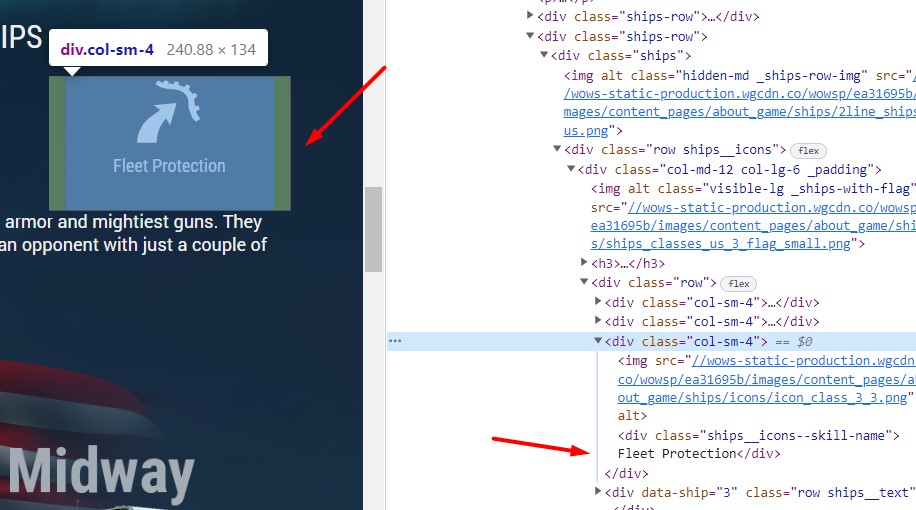 IPS
div.col-sm-4 240.88 × 134
Fleet Protection
armor and mightiest guns. They
an opponent with just a couple of
Midway
<div class="ships-row">…</div>
<div class="ships-row">
<div class="ships">
<img alt class="hidden-md _ships-row-img" src="/
/wows-static-production.wgcdn.co/wowsp/ea31695b/
mages/content_pages/about_game/ships/2line_ships
us.png">
<div class="row ships__icons"> flex
<div class="col-md-12 col-lg-6 _padding">
<img alt class="visible-lg _ships-with-flag"
src="//wows-static-production.wgcdn.co/wowsp
ea31695b/images/content_pages/about_game/shi
s/ships_classes_us_3_flag_small.png">
<h3>…</h3>
<div class="row"> flex
<div class="col-sm-4">…</div>
<div class="col-sm-4">…</div>
<div class="col-sm-4"> == $0
<img src="//wows-static-production.wgcdn
co/wowsp/ea31695b/images/content_pages/a
out_game/ships/icons/icon_class_3_3.png"
alt>
<div class="ships__icons--skill-name">
Fleet Protection</div>
</div>
<div data-ship="3" class="row ships__text"